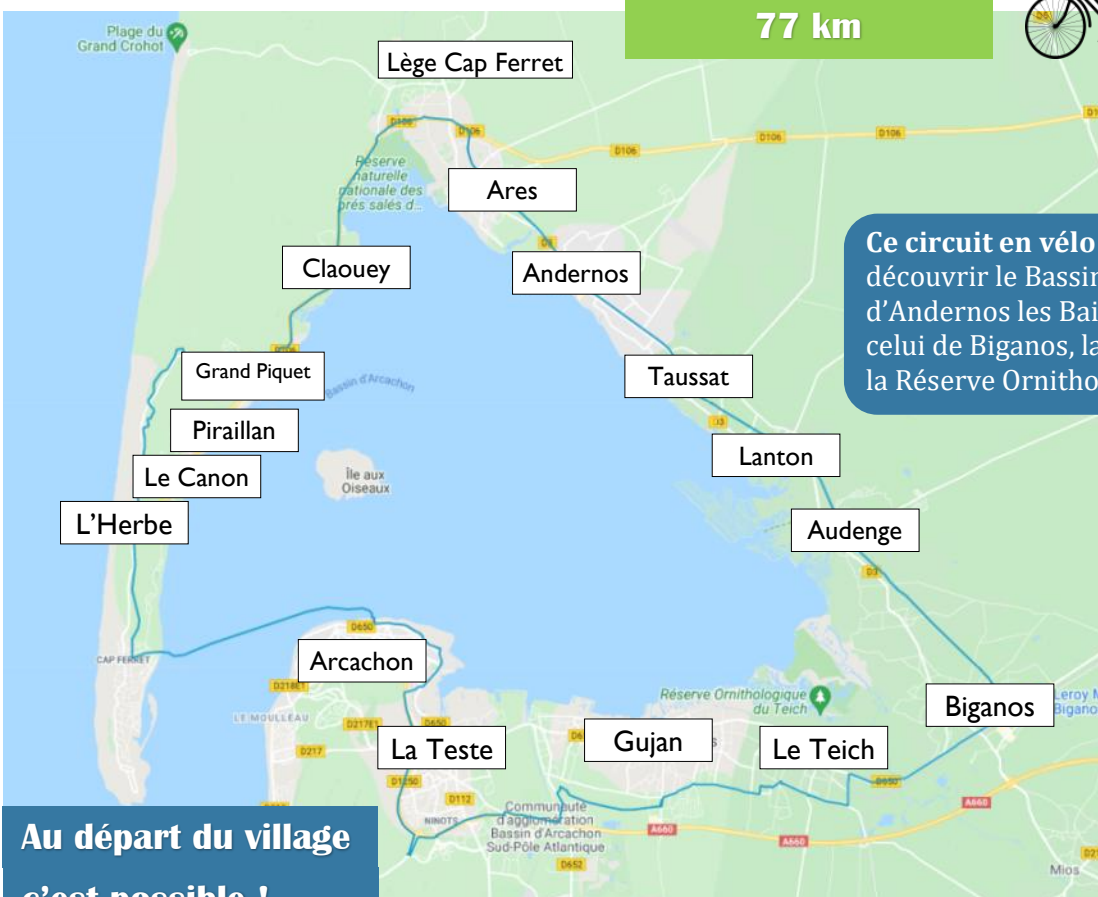 77 km
Plage du
Grand Crohot
Lège Cap Ferret
D106
D106
D106
D106
Réserve
naturelle
nationale des
prés salés d...
Ares
D3
Claouey
Andernos
Ce circuit en vélo
découvrir le Bassin
d'Andernos les Bai
celui de Biganos, la
la Réserve Ornitho
D106
Grand Piquet
Bassin d'Arcachon
Taussat
D3
Piraillan
Lanton
Le Canon
Île aux
Oiseaux
L'Herbe
Audenge
D3
D650
CAP FERRET
Arcachon
D218E1
Réserve Ornithologique
du Teich
Leroy M
Biganos
Biganos
LE MOULLEAU
D217E1
D650
D217
La Teste
Gujan
Le Teich
D1250
D650
D112
NINOTS
Communauté
d'agglomération
Bassin d'Arcachon
Sud-Pôle Atlantique
A660
A660
A660
D652
Mios
Au départ du village
c'est possible !